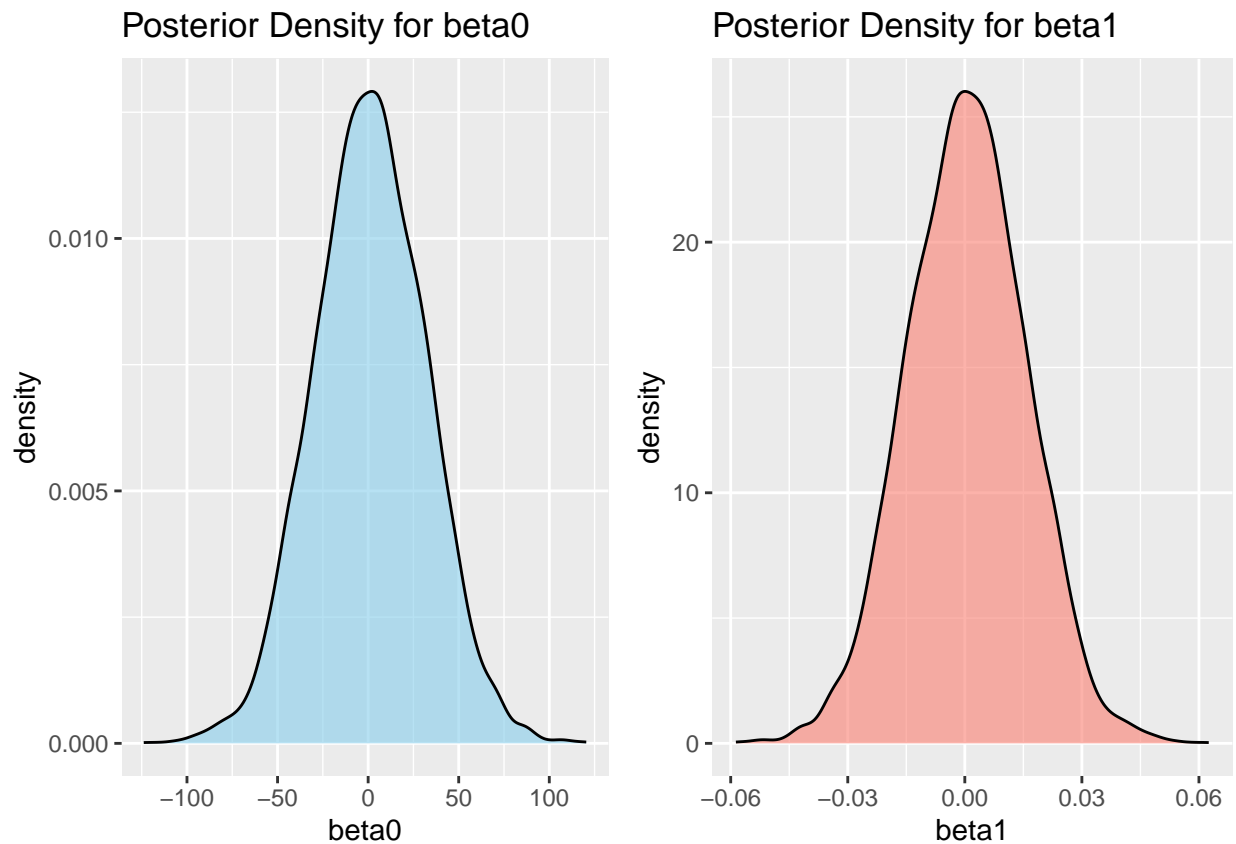 Posterior Density for beta0
density
0.010
0.005
0.000
−100
−50
0
50
100
beta0
Posterior Density for beta1
density
20
10
0
−0.06
−0.03
0.00
0.03
0.06
beta1